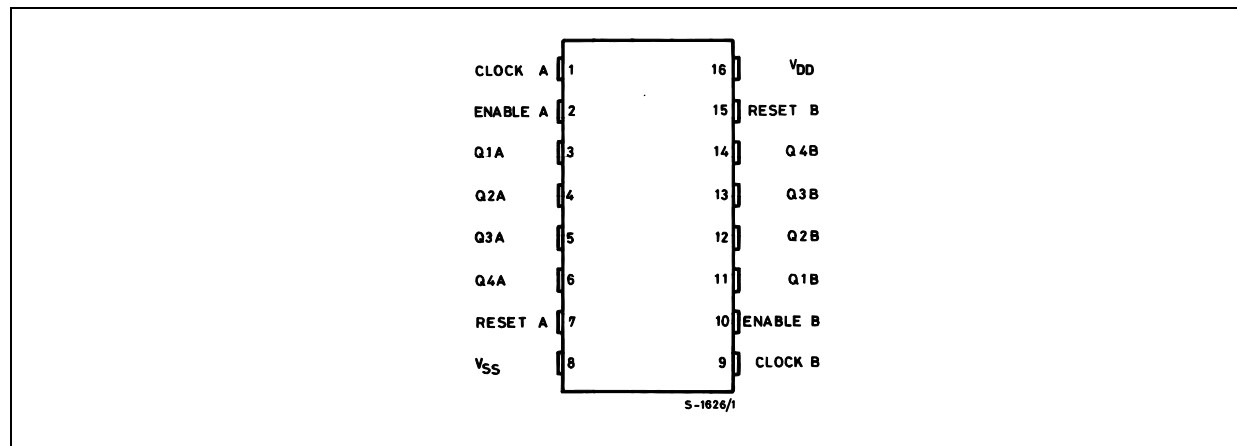 CLOCK A 1 16 VDD
ENABLE A 2 15 RESET B
Q1A 3 14 Q4B
Q2A 4 13 Q3B
Q3A 5 12 Q2B
Q4A 6 11 Q1B
RESET A 7 10 ENABLE B
VSS 8 9 CLOCK B
S-1626/1